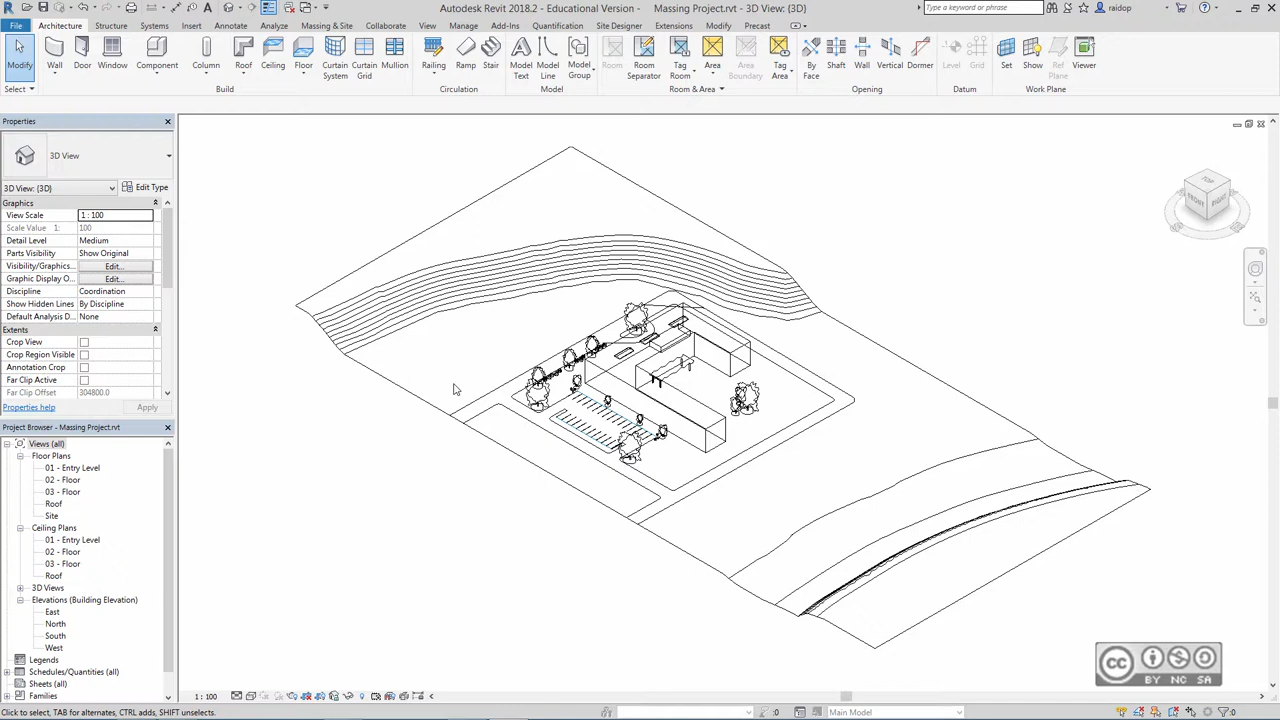 Autodesk Revit 2018.2 - Educational Version - Massing Project.rvt - 3D View: {3D}
Type a keyword or phrase
raidop
File Architecture Structure Systems Insert Annotate Analyze Massing & Site Collaborate View Manage Add-Ins Quantification Site Designer Extensions Modify Precast
Modify Wall Door Window Component Column Roof Ceiling Floor Curtain System Curtain Grid Mullion Railing Ramp Stair Model Text Model Line Model Group Room Room Separator Tag Room Area Area Boundary Tag Area By Face Shaft Wall Vertical Dormer Level Grid Set Show Ref Plane Viewer
Select Build Circulation Model Room & Area Opening Datum Work Plane
Properties
3D View
3D View: {3D} Edit Type
Graphics
View Scale 1 : 100
Scale Value 1: 100
Detail Level Medium
Parts Visibility Show Original
Visibility/Graphics... Edit...
Graphic Display O... Edit...
Discipline Coordination
Show Hidden Lines By Discipline
Default Analysis D... None
Extents
Crop View
Crop Region Visible
Annotation Crop
Far Clip Active
Far Clip Offset 304800.0
Properties help Apply
Project Browser - Massing Project.rvt
Views (all)
Floor Plans
01 - Entry Level
02 - Floor
03 - Floor
Roof
Site
Ceiling Plans
01 - Entry Level
02 - Floor
03 - Floor
Roof
3D Views
Elevations (Building Elevation)
East
North
South
West
Legends
Schedules/Quantities (all)
Sheets (all)
Families
TOP
FRONT RIGHT
cc
BY NC SA
1 : 100
Click to select, TAB for alternates, CTRL adds, SHIFT unselects.
:0
Main Model
:0